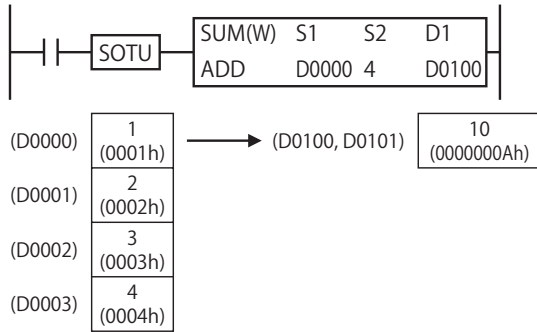 SOTU
SUM(W) S1 S2 D1
ADD D0000 4 D0100
(D0000) 1 (0001h) (D0100, D0101) 10 (0000000Ah)
(D0001) 2 (0002h)
(D0002) 3 (0003h)
(D0003) 4 (0004h)